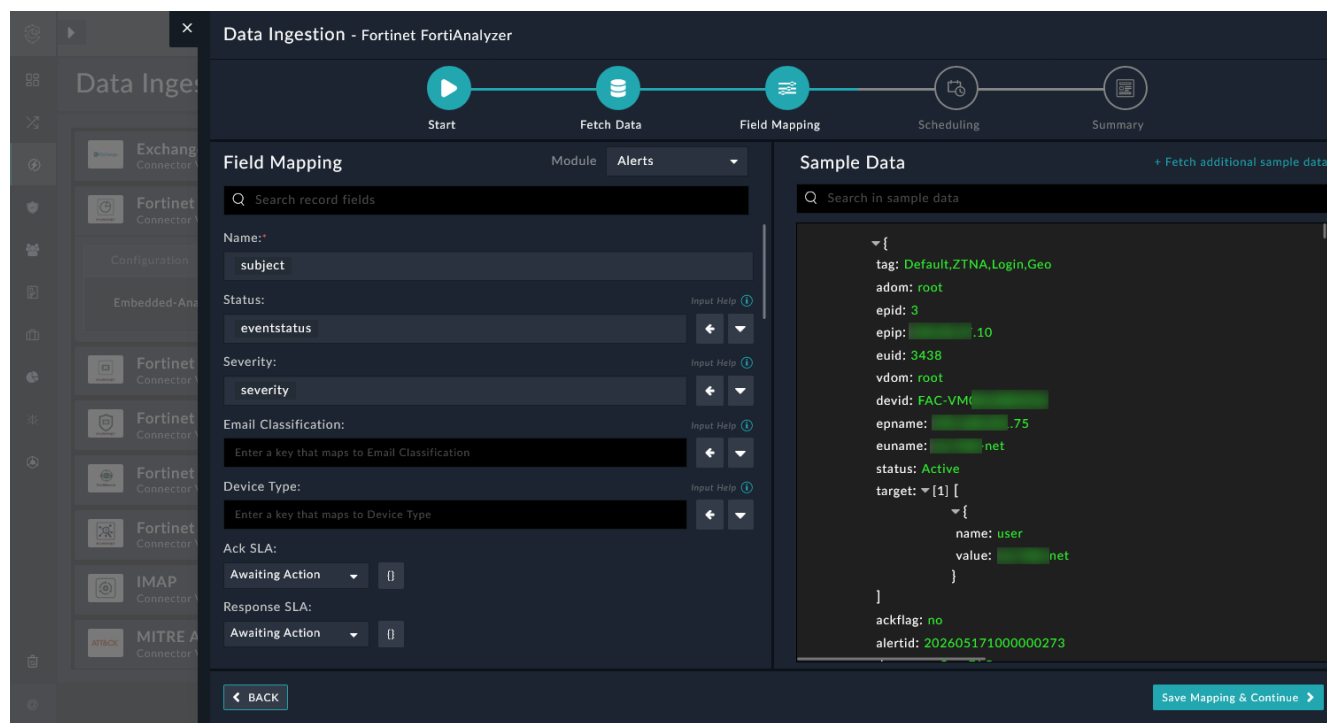 Data Inges
Exchang
Connector V
Fortinet
Connector V
Configuration
Embedded-Ana
Fortinet
Connector V
Fortinet
Connector V
Fortinet
Connector V
Fortinet
Connector V
IMAP
Connector V
ATT&CK
MITRE A
Connector V
Data Ingestion - Fortinet FortiAnalyzer
Start
Fetch Data
Field Mapping
Scheduling
Summary
Field Mapping
Module
Alerts
Search record fields
Name:*
subject
Status:
Input Help
eventstatus
Severity:
Input Help
severity
Email Classification:
Input Help
Enter a key that maps to Email Classification
Device Type:
Input Help
Enter a key that maps to Device Type
Ack SLA:
Awaiting Action
{}
Response SLA:
Awaiting Action
{}
Sample Data
+ Fetch additional sample data
Search in sample data
{
tag: Default,ZTNA,Login,Geo
adom: root
epid: 3
epip: .10
euid: 3438
vdom: root
devid: FAC-VM
epname: .75
euname: -net
status: Active
target: [1] [
{
name: user
value: net
}
]
ackflag: no
alertid: 202605171000000273
BACK
Save Mapping & Continue